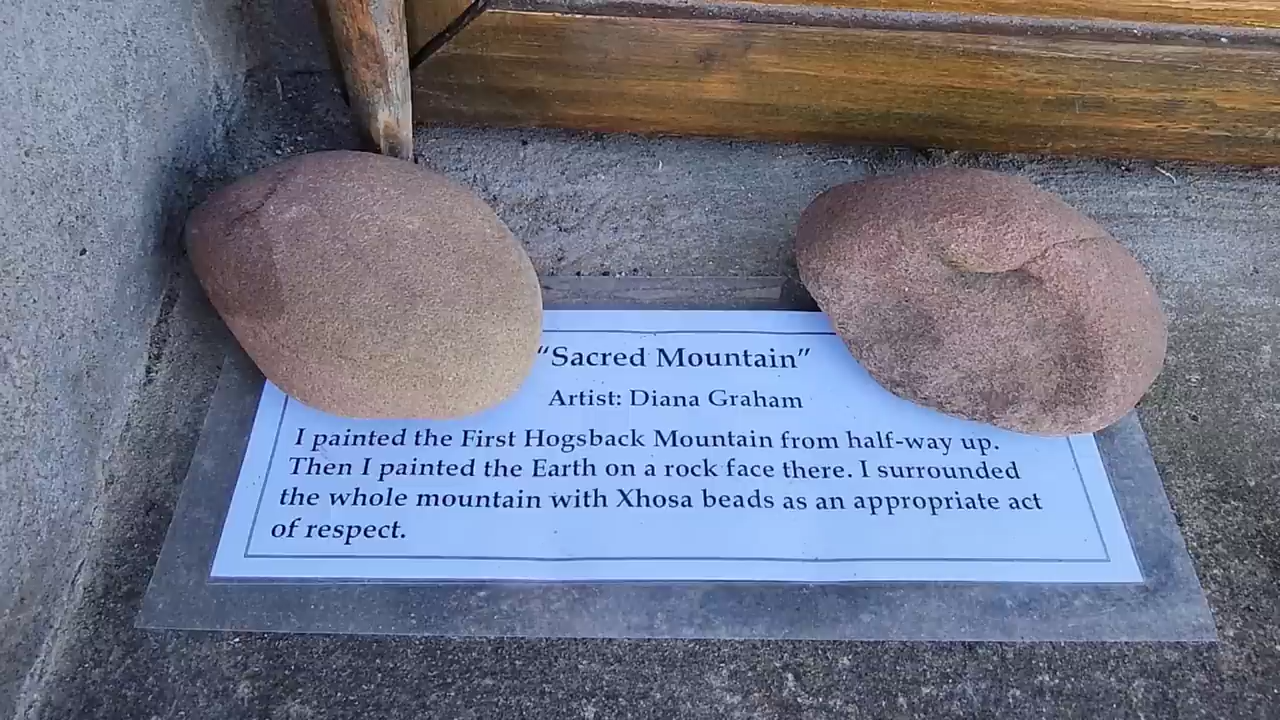 "Sacred Mountain"
Artist: Diana Graham
I painted the First Hogsback Mountain from half-way up.
Then I painted the Earth on a rock face there. I surrounded
the whole mountain with Xhosa beads as an appropriate act
of respect.